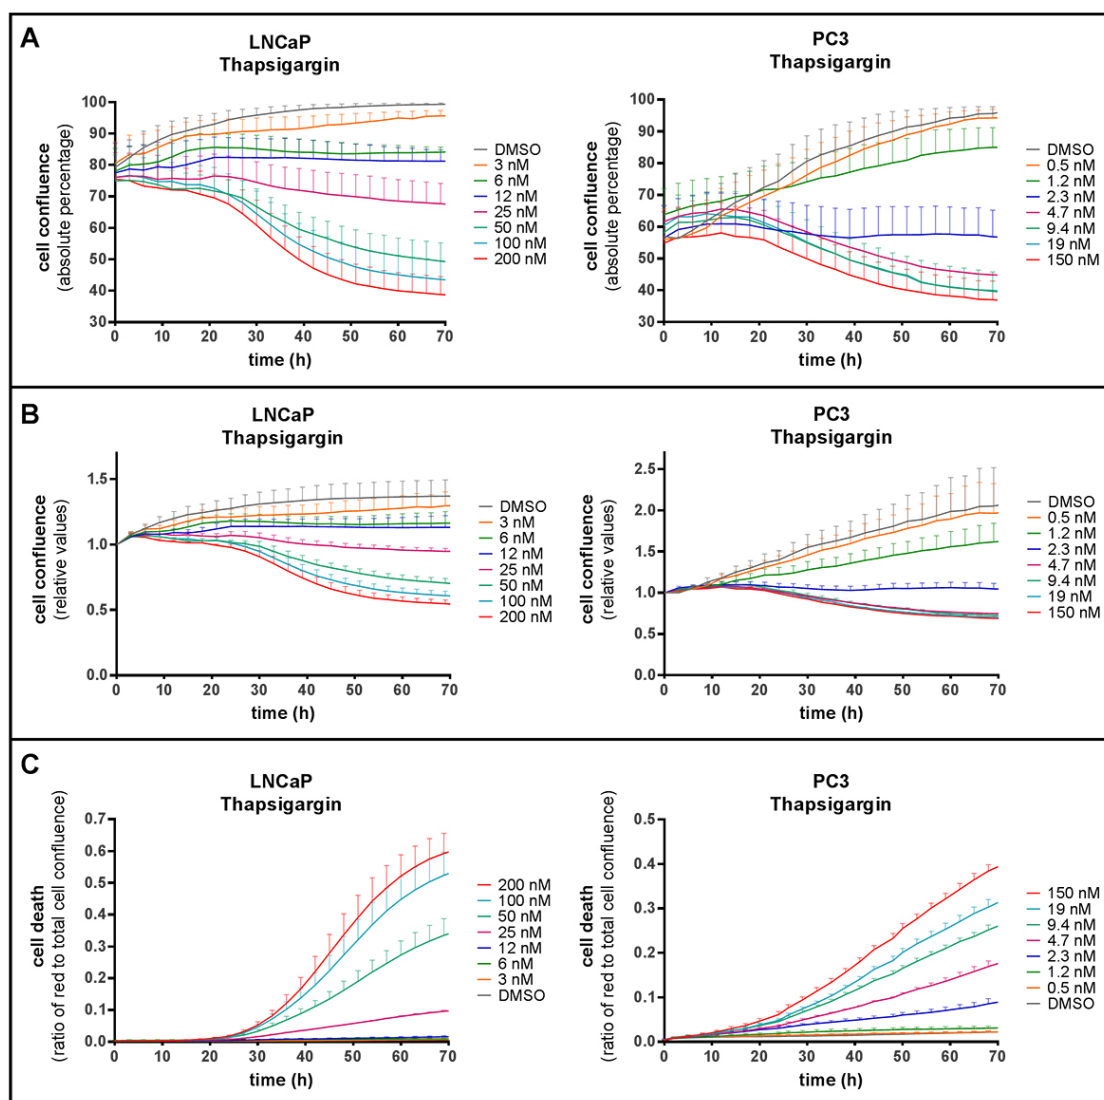 A
LNCaP
Thapsigargin
cell confluence
(absolute percentage)
100
90
80
70
60
50
40
30
0 10 20 30 40 50 60 70
time (h)
DMSO
3 nM
6 nM
12 nM
25 nM
50 nM
100 nM
200 nM
PC3
Thapsigargin
cell confluence
(absolute percentage)
100
90
80
70
60
50
40
30
0 10 20 30 40 50 60 70
time (h)
DMSO
0.5 nM
1.2 nM
2.3 nM
4.7 nM
9.4 nM
19 nM
150 nM
B
LNCaP
Thapsigargin
cell confluence
(relative values)
1.5
1.0
0.5
0.0
0 10 20 30 40 50 60 70
time (h)
DMSO
3 nM
6 nM
12 nM
25 nM
50 nM
100 nM
200 nM
PC3
Thapsigargin
cell confluence
(relative values)
2.5
2.0
1.5
1.0
0.5
0.0
0 10 20 30 40 50 60 70
time (h)
DMSO
0.5 nM
1.2 nM
2.3 nM
4.7 nM
9.4 nM
19 nM
150 nM
C
LNCaP
Thapsigargin
cell death
(ratio of red to total cell confluence)
0.7
0.6
0.5
0.4
0.3
0.2
0.1
0.0
0 10 20 30 40 50 60 70
time (h)
200 nM
100 nM
50 nM
25 nM
12 nM
6 nM
3 nM
DMSO
PC3
Thapsigargin
cell death
(ratio of red to total cell confluence)
0.5
0.4
0.3
0.2
0.1
0.0
0 10 20 30 40 50 60 70
time (h)
150 nM
19 nM
9.4 nM
4.7 nM
2.3 nM
1.2 nM
0.5 nM
DMSO